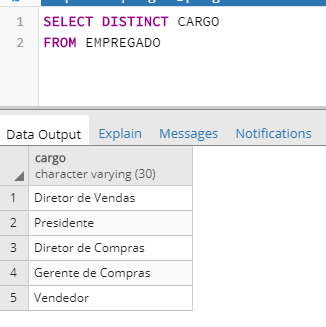 1 SELECT DISTINCT CARGO
2 FROM EMPREGADO
Data Output Explain Messages Notifications
cargo
character varying (30)
1 Diretor de Vendas
2 Presidente
3 Diretor de Compras
4 Gerente de Compras
5 Vendedor